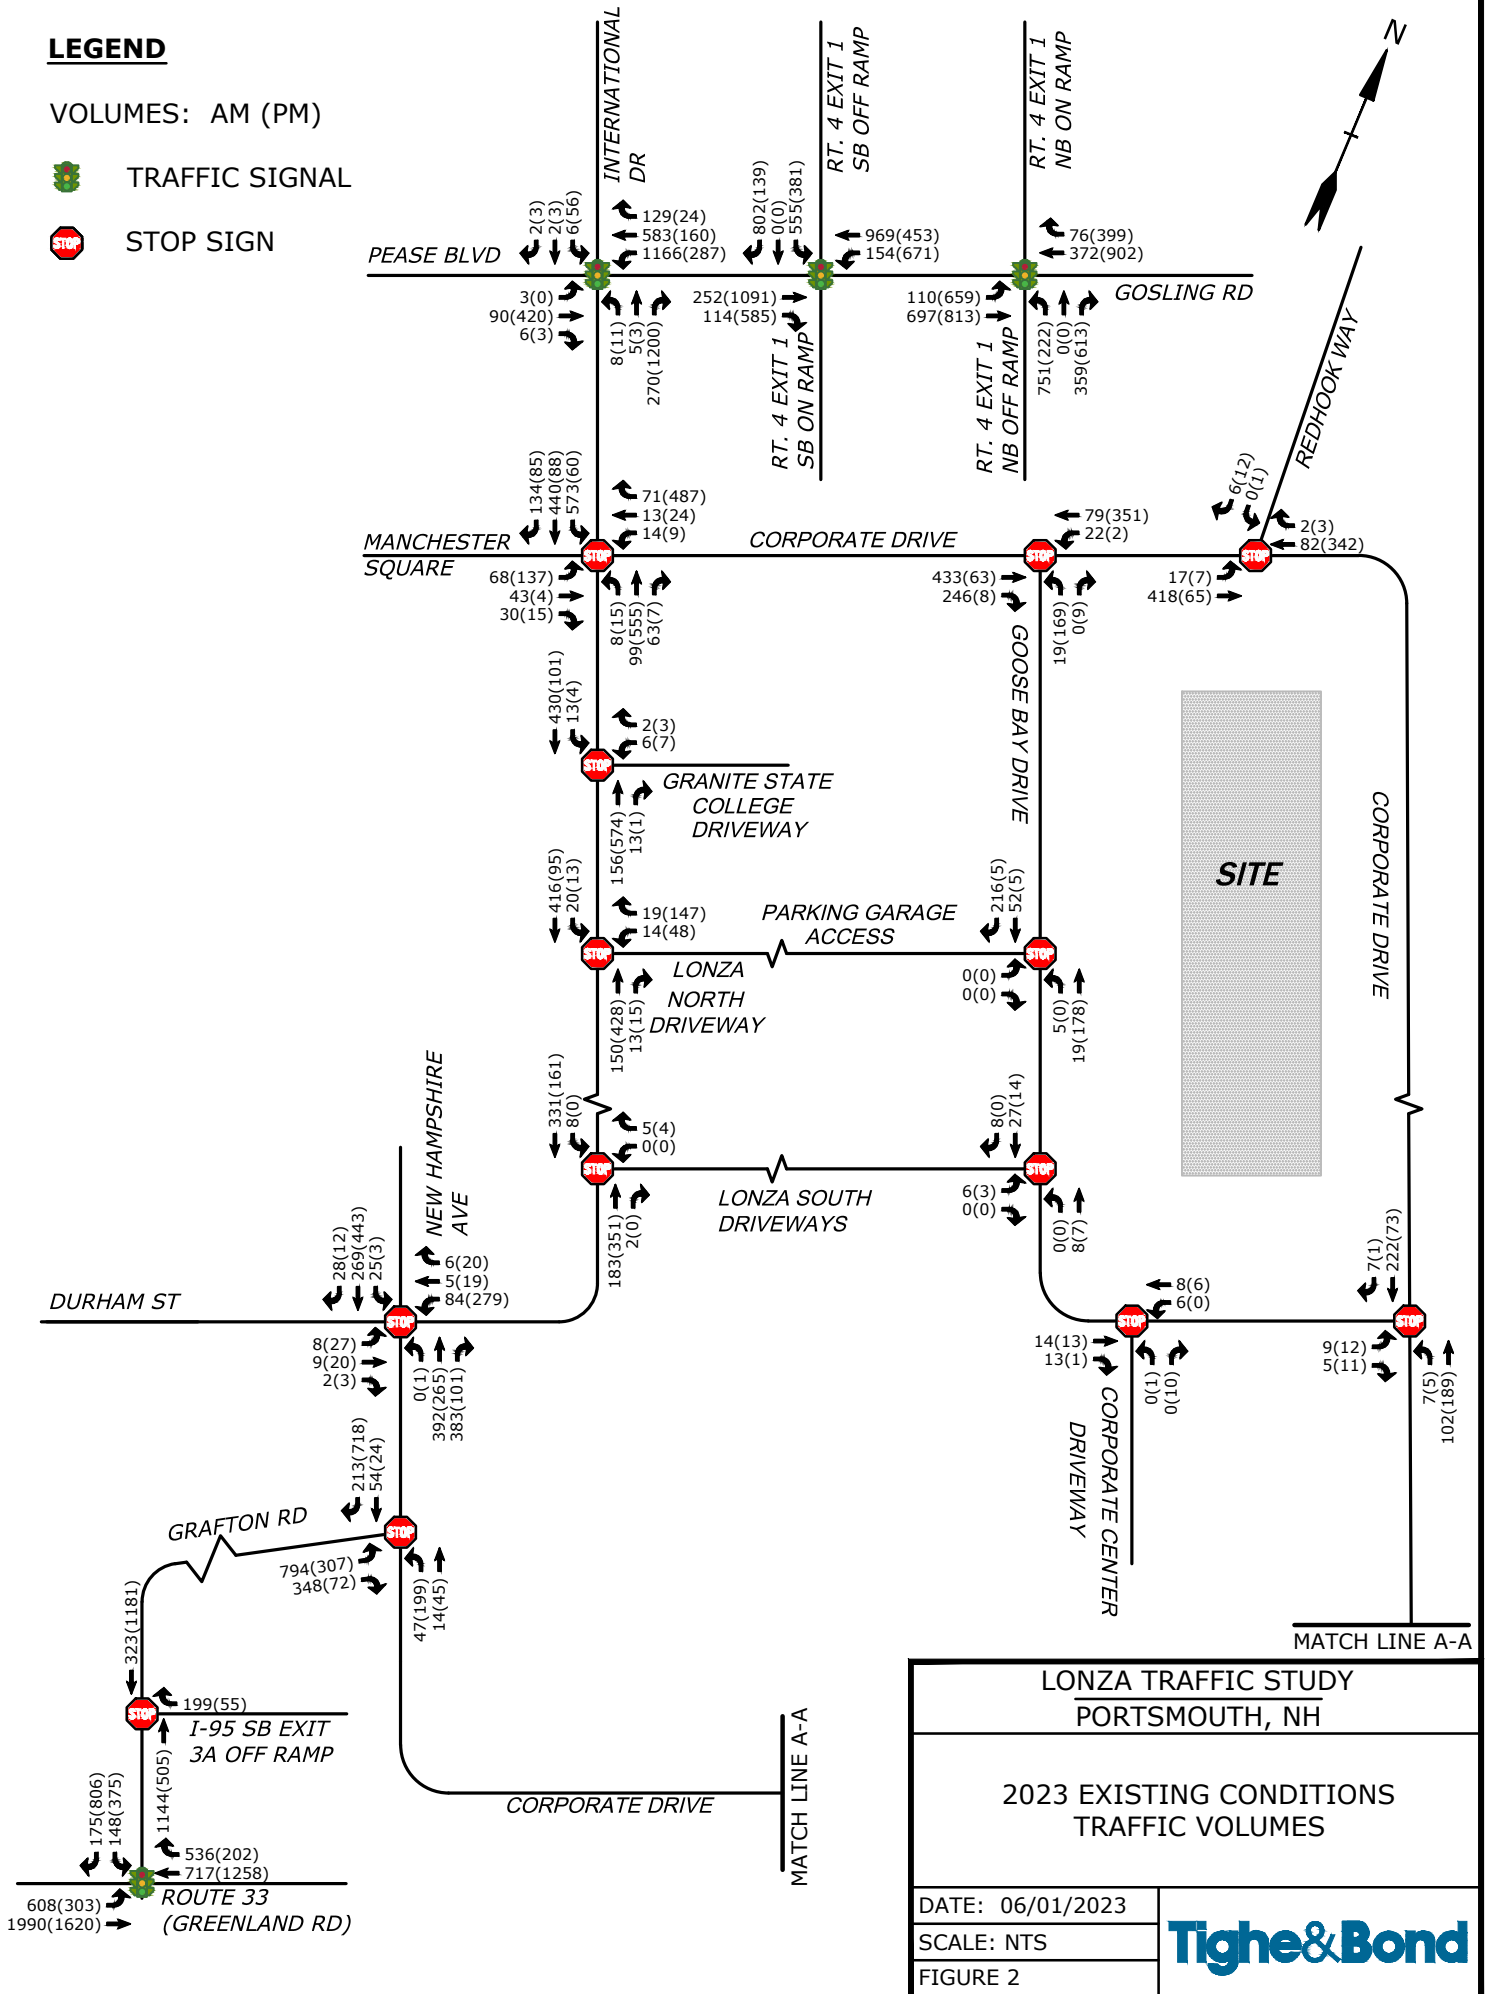 LEGEND
VOLUMES: AM (PM)
TRAFFIC SIGNAL
STOP
STOP SIGN
INTERNATIONAL
DR
RT. 4 EXIT 1
SB OFF RAMP
RT. 4 EXIT 1
NB ON RAMP
N
PEASE BLVD
2(3)
2(3)
6(56)
129(24)
583(160)
1166(287)
3(0)
90(420)
6(3)
8(11)
5(3)
270(1200)
802(139)
0(0)
555(381)
969(453)
154(671)
252(1091)
114(585)
RT. 4 EXIT 1
SB ON RAMP
76(399)
372(902)
110(659)
697(813)
751(222)
0(0)
359(613)
GOSLING RD
RT. 4 EXIT 1
NB OFF RAMP
REDHOOK WAY
MANCHESTER
SQUARE
134(85)
440(88)
573(60)
71(487)
13(24)
14(9)
STOP
68(137)
43(4)
30(15)
8(15)
99(555)
63(7)
CORPORATE DRIVE
79(351)
22(2)
STOP
433(63)
246(8)
19(169)
0(9)
6(12)
0(1)
2(3)
82(342)
STOP
17(7)
418(65)
GOOSE BAY DRIVE
430(101)
13(4)
2(3)
6(7)
STOP
156(574)
13(1)
GRANITE STATE
COLLEGE
DRIVEWAY
SITE
CORPORATE DRIVE
416(95)
20(13)
19(147)
14(48)
STOP
150(428)
13(15)
LONZA
NORTH
DRIVEWAY
PARKING GARAGE
ACCESS
216(5)
52(5)
STOP
0(0)
0(0)
5(0)
19(178)
331(161)
8(0)
5(4)
0(0)
STOP
183(351)
2(0)
LONZA SOUTH
DRIVEWAYS
8(0)
27(14)
STOP
6(3)
0(0)
0(0)
8(7)
NEW HAMPSHIRE
AVE
DURHAM ST
28(12)
269(443)
25(3)
6(20)
5(19)
84(279)
STOP
8(27)
9(20)
2(3)
0(1)
392(265)
383(101)
8(6)
6(0)
STOP
14(13)
13(1)
0(1)
0(10)
CORPORATE CENTER
DRIVEWAY
7(1)
222(73)
STOP
9(12)
5(11)
7(5)
102(189)
MATCH LINE A-A
GRAFTON RD
213(718)
54(24)
STOP
794(307)
348(72)
47(199)
14(45)
323(1181)
STOP
199(55)
I-95 SB EXIT
3A OFF RAMP
1144(505)
CORPORATE DRIVE
MATCH LINE A-A
175(806)
148(375)
536(202)
717(1258)
608(303)
1990(1620)
ROUTE 33
(GREENLAND RD)
LONZA TRAFFIC STUDY
PORTSMOUTH, NH
2023 EXISTING CONDITIONS
TRAFFIC VOLUMES
DATE: 06/01/2023
SCALE: NTS
FIGURE 2
Tighe&Bond